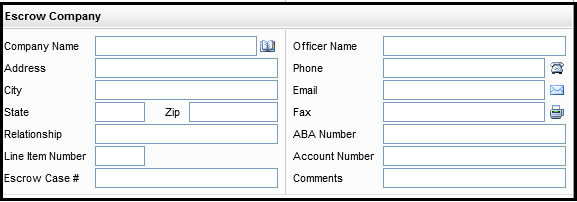 Escrow Company
Company Name
Address
City
State Zip
Relationship
Line Item Number
Escrow Case #
Officer Name
Phone
Email
Fax
ABA Number
Account Number
Comments